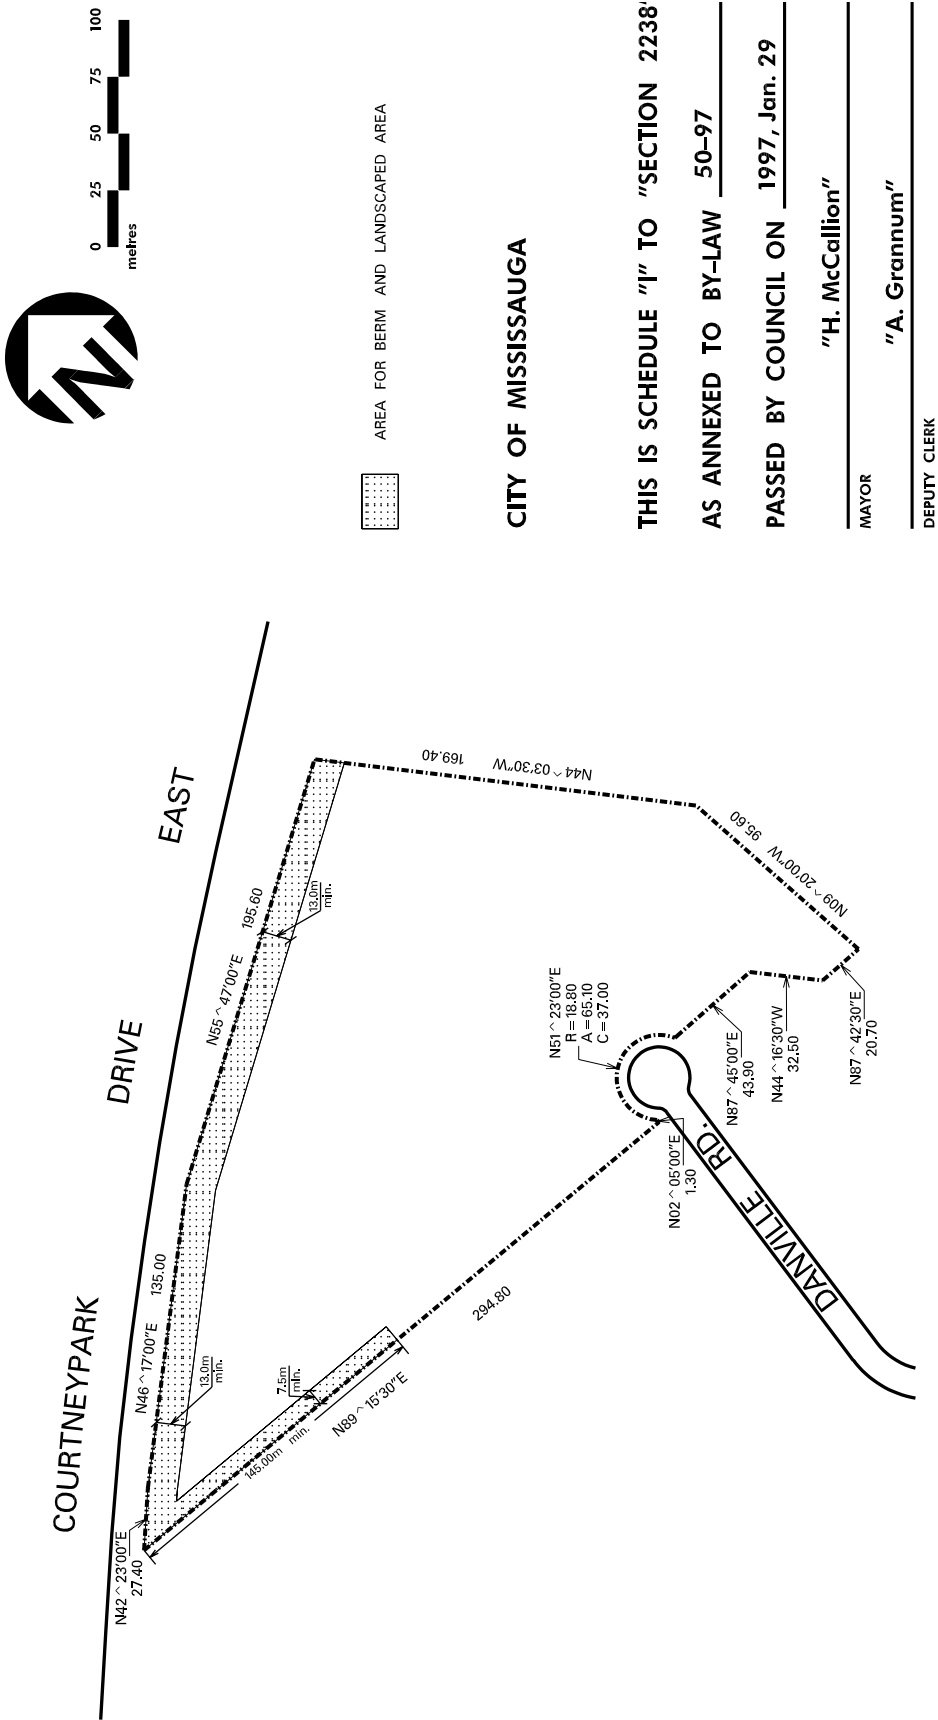 COURTNEYPARK
DRIVE
EAST
N42^23'00"E
27.40
N46^17'00"E
135.00
13.0m
min.
N55^47'00"E
195.60
13.0m
min.
7.5m
min.
145.00m min.
N89^15'30"E
294.80
N44^03'30"W
169.40
N09^20'00"W
95.60
N51^23'00"E
R=18.80
A=65.10
C=37.00
N02^05'00"E
1.30
N87^45'00"E
43.90
N44^16'30"W
32.50
N87^42'30"E
20.70
DANVILLE RD.
N
0 25 50 75 100
metres
AREA FOR BERM AND LANDSCAPED AREA
CITY OF MISSISSAUGA
THIS IS SCHEDULE "I" TO "SECTION 2238"
AS ANNEXED TO BY-LAW 50-97
PASSED BY COUNCIL ON 1997, Jan. 29
"H. McCallion"
MAYOR
"A. Grannum"
DEPUTY CLERK